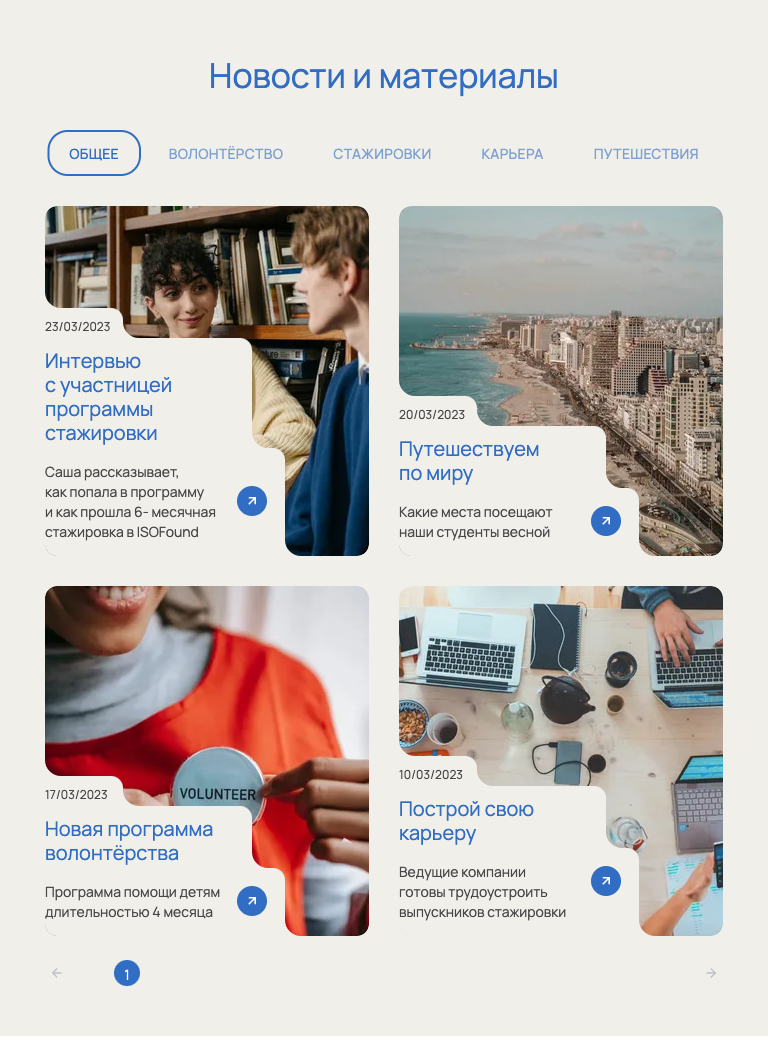 Новости и материалы
ОБЩЕЕ
ВОЛОНТЁРСТВО
СТАЖИРОВКИ
КАРЬЕРА
ПУТЕШЕСТВИЯ
23/03/2023
Интервью
с участницей
программы
стажировки
Саша рассказывает,
как попала в программу
и как прошла 6- месячная
стажировка в ISOFound
20/03/2023
Путешествуем
по миру
Какие места посещают
наши студенты весной
VOLUNTEER
17/03/2023
Новая программа
волонтёрства
Программа помощи детям
длительностью 4 месяца
10/03/2023
Построй свою
карьеру
Ведущие компании
готовы трудоустроить
выпускников стажировки
1